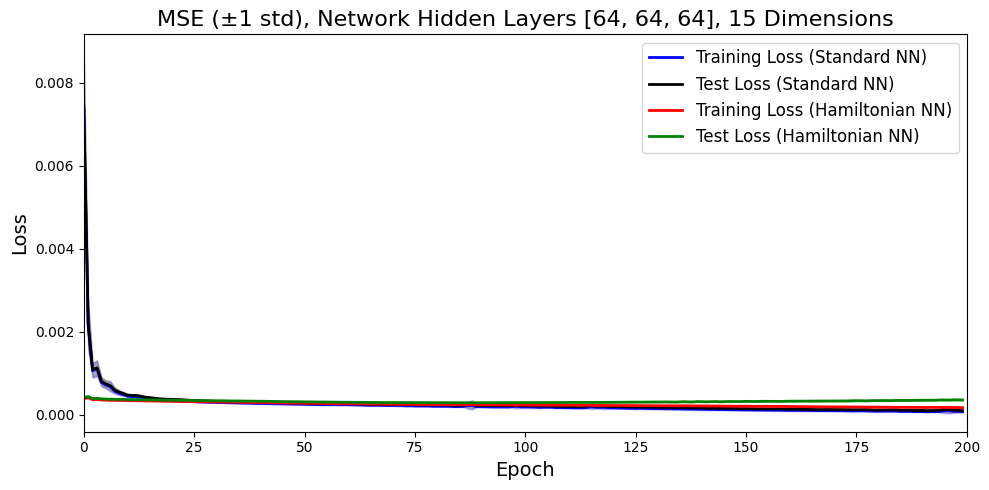 MSE (±1 std), Network Hidden Layers [64, 64, 64], 15 Dimensions
Training Loss (Standard NN)
Test Loss (Standard NN)
Training Loss (Hamiltonian NN)
Test Loss (Hamiltonian NN)
Loss
0.008
0.006
0.004
0.002
0.000
0 25 50 75 100 125 150 175 200
Epoch